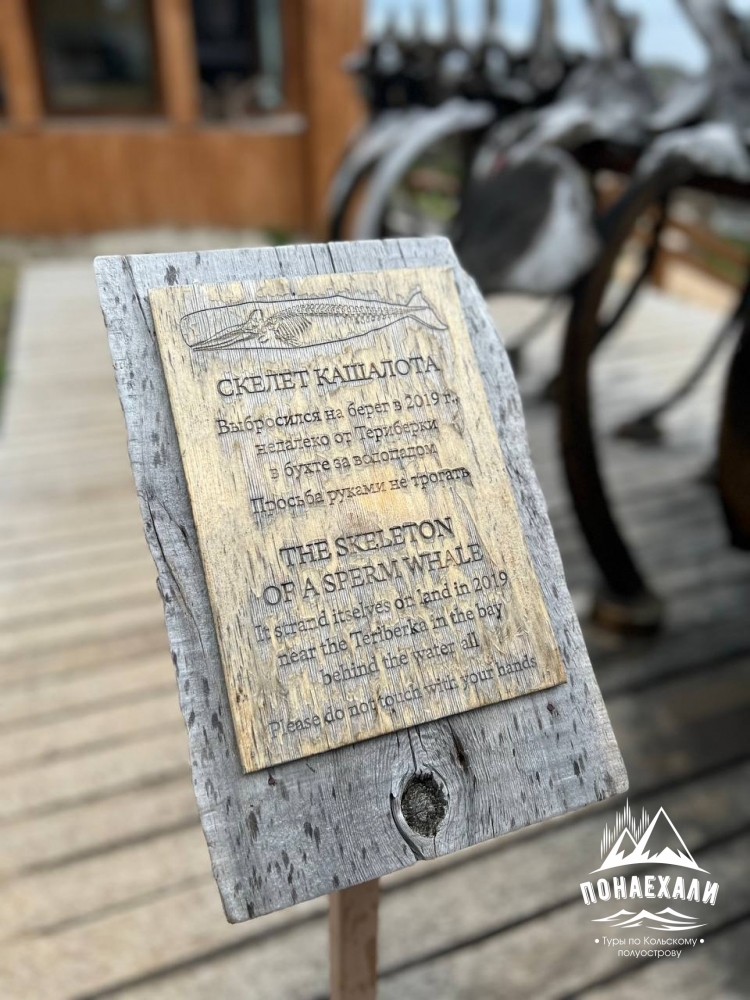 СКЕЛЕТ КАШАЛОТА
Выбросился на берег в 2019 г.,
недалеко от Териберки
в бухте за водопадом
Просьба руками не трогать
THE SKELETON
OF A SPERM WHALE
It strand itselves on land in 2019
near the Teriberka in the bay
behind the water all
Please do not touch with your hands
ПОНАЕХАЛИ
• Туры по Кольскому •
полуострову